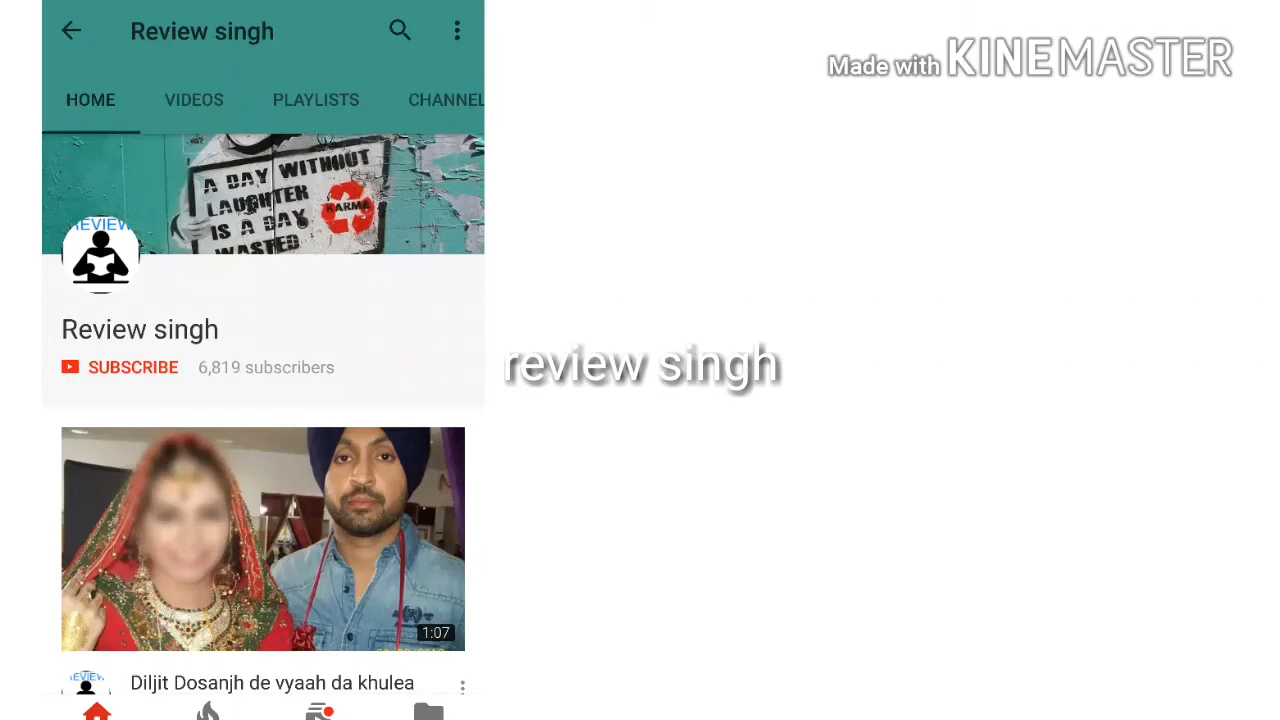 Review singh
HOME VIDEOS PLAYLISTS CHANNEL
A DAY WITHOUT
LAUGHTER
IS A DAY
WASTED
KARMA
REVIEW
Review singh
SUBSCRIBE 6,819 subscribers
1:07
Diljit Dosanjh de vyaah da khulea
Made with KINEMASTER
review singh